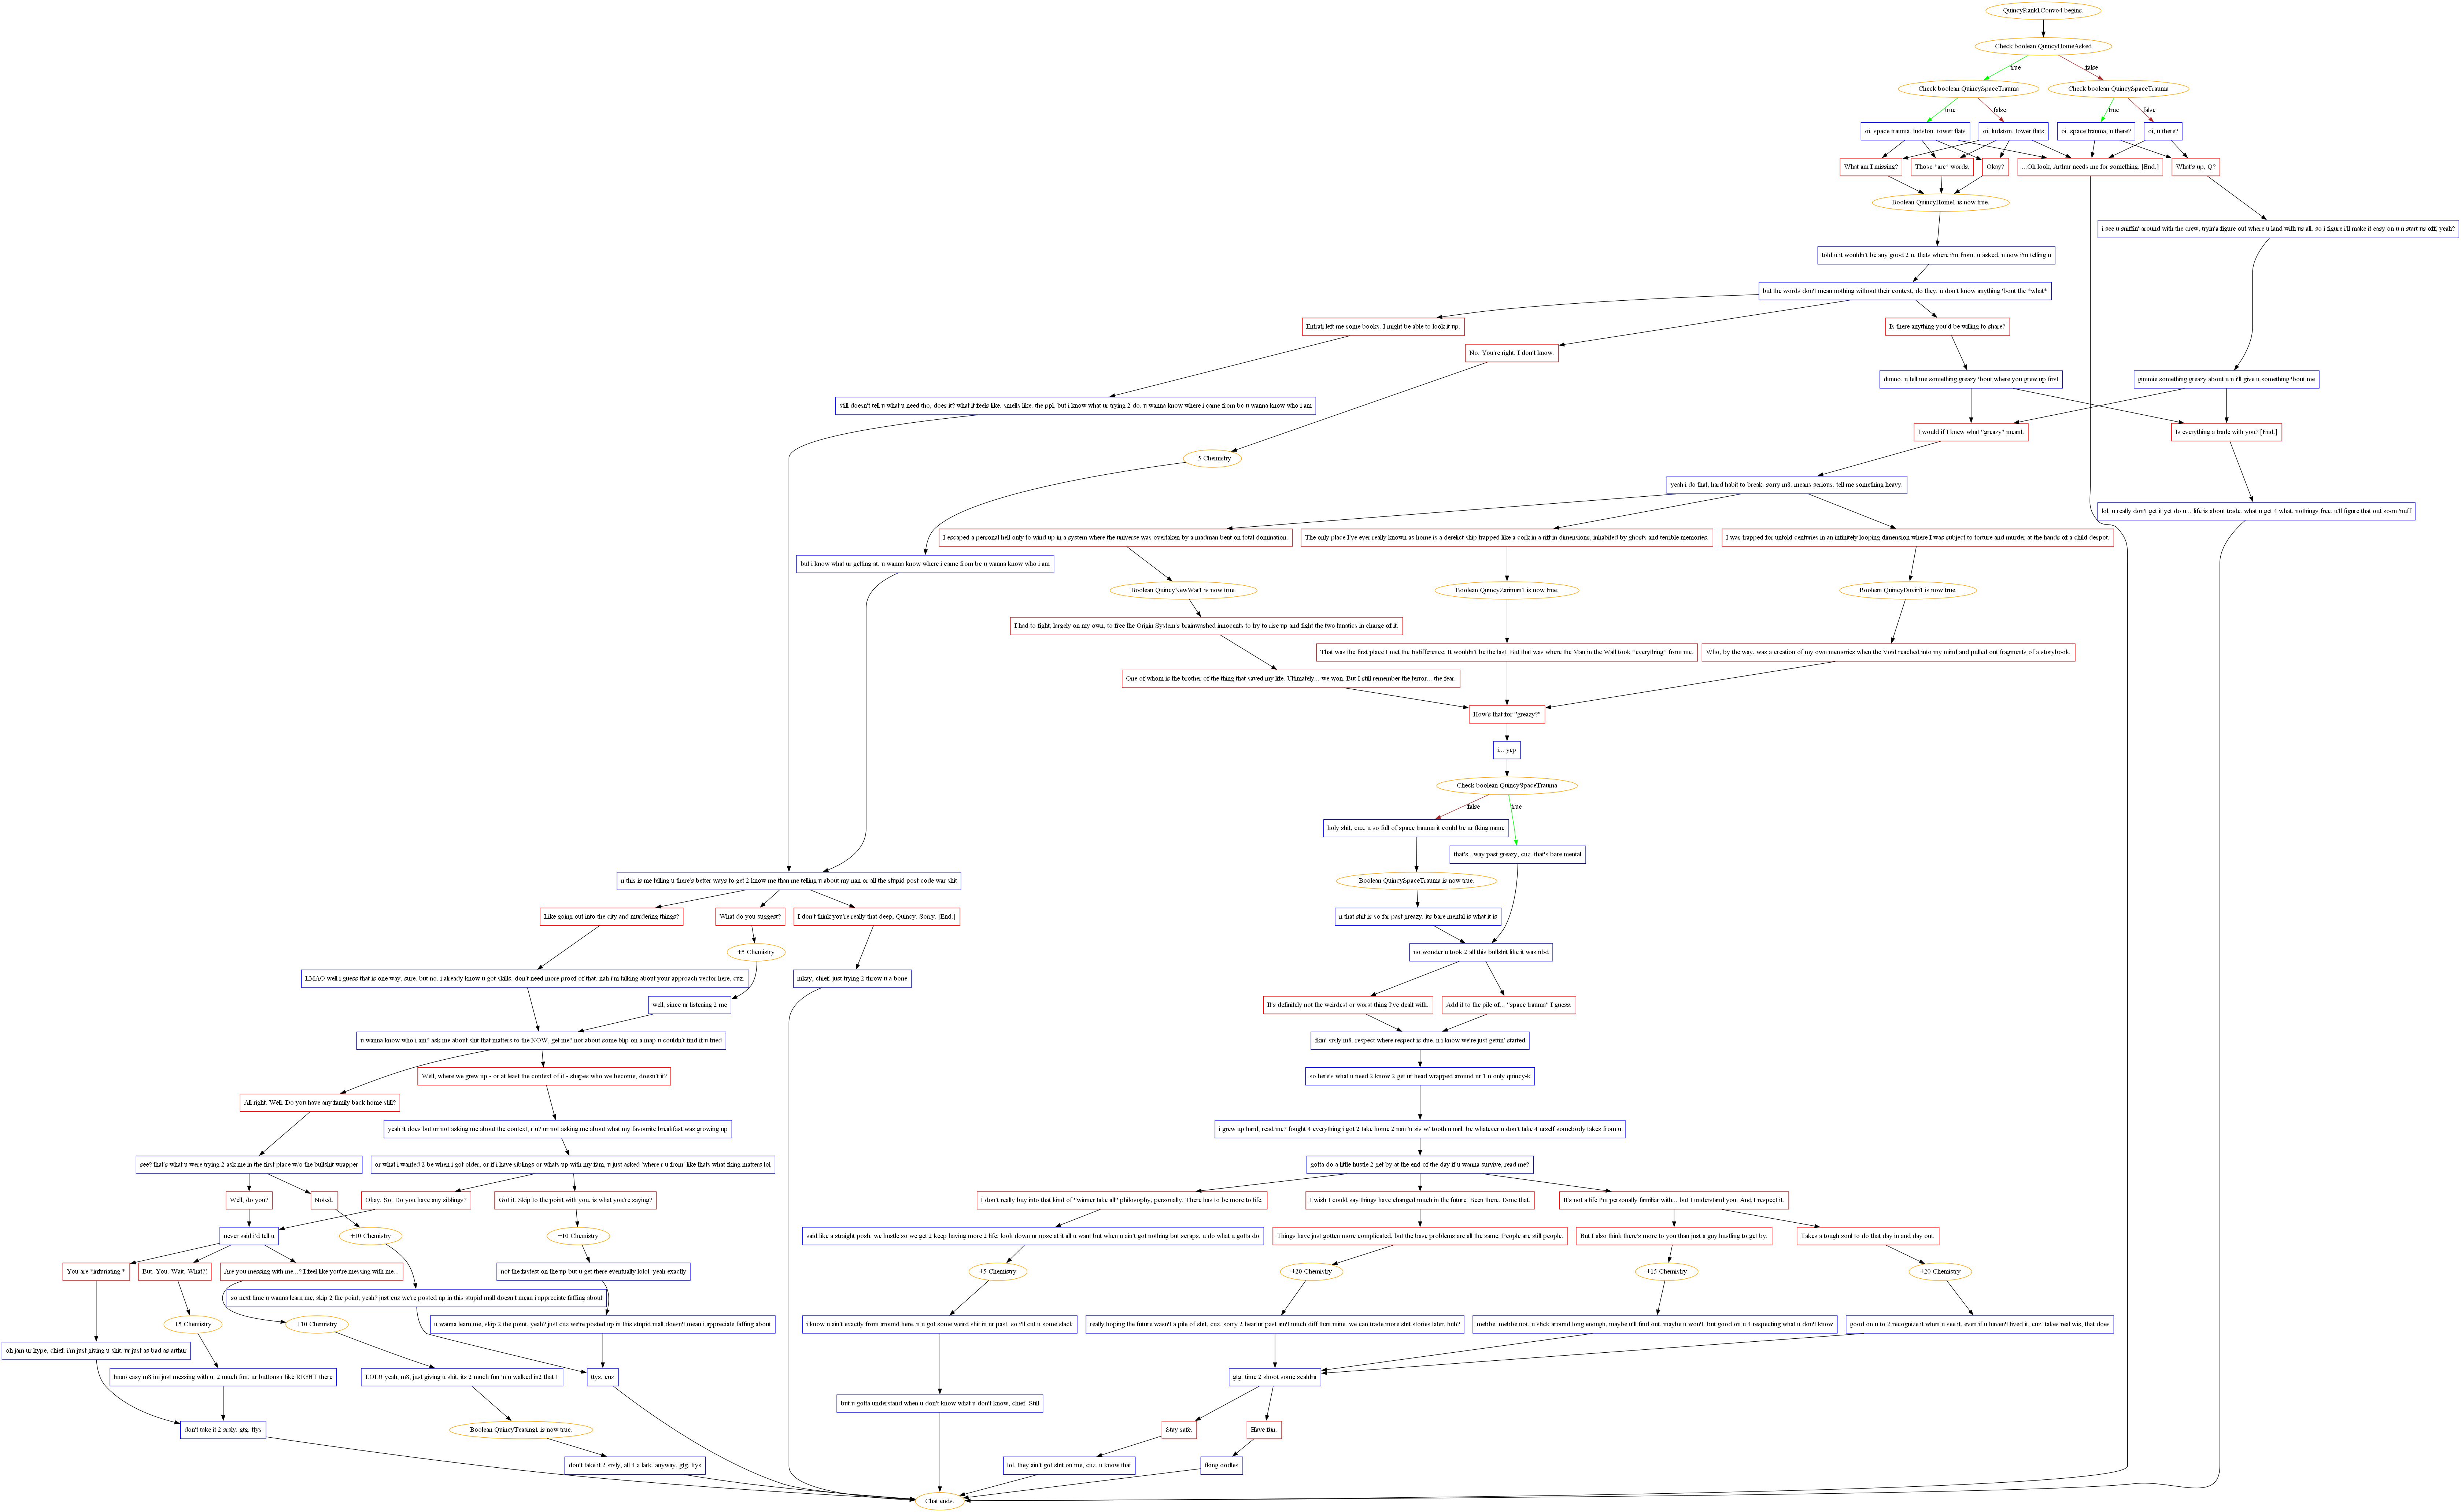 QuincyRank1Convo4 begins.
Check boolean QuincyHomeAsked
true
false
Check boolean QuincySpaceTrauma
Check boolean QuincySpaceTrauma
true
false
true
false
oi. space trauma. ludston. tower flats
oi. ludston. tower flats
oi. space trauma, u there?
oi, u there?
What am I missing?
Those *are* words.
Okay?
...Oh look, Arthur needs me for something. [End.]
What's up, Q?
Boolean QuincyHome1 is now true.
i see u sniffin' around with the crew, tryin'a figure out where u land with us all. so i figure i'll make it easy on u n start us off, yeah?
told u it wouldn't be any good 2 u. thats where i'm from. u asked, n now i'm telling u
but the words don't mean nothing without their context, do they. u don't know anything 'bout the *what*
Entrati left me some books. I might be able to look it up.
Is there anything you'd be willing to share?
No. You're right. I don't know.
dunno. u tell me something greazy 'bout where you grew up first
gimmie something greazy about u n i'll give u something 'bout me
still doesn't tell u what u need tho, does it? what it feels like. smells like. the ppl. but i know what ur trying 2 do. u wanna know where i came from bc u wanna know who i am
I would if I knew what "greazy" meant.
Is everything a trade with you? [End.]
+5 Chemistry
yeah i do that, hard habit to break. sorry m8. means serious. tell me something heavy.
lol. u really don't get it yet do u... life is about trade. what u get 4 what. nothings free. u'll figure that out soon 'nuff
I escaped a personal hell only to wind up in a system where the universe was overtaken by a madman bent on total domination.
The only place I've ever really known as home is a derelict ship trapped like a cork in a rift in dimensions, inhabited by ghosts and terrible memories.
I was trapped for untold centuries in an infinitely looping dimension where I was subject to torture and murder at the hands of a child despot.
but i know what ur getting at. u wanna know where i came from bc u wanna know who i am
Boolean QuincyNewWar1 is now true.
Boolean QuincyZariman1 is now true.
Boolean QuincyDuviri1 is now true.
I had to fight, largely on my own, to free the Origin System's brainwashed innocents to try to rise up and fight the two lunatics in charge of it.
That was the first place I met the Indifference. It wouldn't be the last. But that was where the Man in the Wall took *everything* from me.
Who, by the way, was a creation of my own memories when the Void reached into my mind and pulled out fragments of a storybook.
One of whom is the brother of the thing that saved my life. Ultimately... we won. But I still remember the terror... the fear.
How's that for "greazy?"
i... yep
Check boolean QuincySpaceTrauma
false
true
holy shit, cuz. u so full of space trauma it could be ur fking name
that's...way past greazy, cuz. that's bare mental
n this is me telling u there's better ways to get 2 know me than me telling u about my nan or all the stupid post code war shit
Boolean QuincySpaceTrauma is now true.
Like going out into the city and murdering things?
What do you suggest?
I don't think you're really that deep, Quincy. Sorry. [End.]
n that shit is so far past greazy. its bare mental is what it is
+5 Chemistry
no wonder u took 2 all this bullshit like it was nbd
LMAO well i guess that is one way, sure. but no. i already know u got skills. don't need more proof of that. nah i'm talking about your approach vector here, cuz.
mkay, chief. just trying 2 throw u a bone
well, since ur listening 2 me
It's definitely not the weirdest or worst thing I've dealt with.
Add it to the pile of... "space trauma" I guess.
u wanna know who i am? ask me about shit that matters to the NOW, get me? not about some blip on a map u couldn't find if u tried
fkin' srsly m8. respect where respect is due. n i know we're just gettin' started
Well, where we grew up - or at least the context of it - shapes who we become, doesn't it?
so here's what u need 2 know 2 get ur head wrapped around ur 1 n only quincy-k
All right. Well. Do you have any family back home still?
yeah it does but ur not asking me about the context, r u? ur not asking me about what my favourite breakfast was growing up
i grew up hard, read me? fought 4 everything i got 2 take home 2 nan 'n sis w/ tooth n nail. bc whatever u don't take 4 urself somebody takes from u
see? that's what u were trying 2 ask me in the first place w/o the bullshit wrapper
or what i wanted 2 be when i got older, or if i have siblings or whats up with my fam, u just asked 'where r u from' like thats what fking matters lol
gotta do a little hustle 2 get by at the end of the day if u wanna survive, read me?
Well, do you?
Noted.
Okay. So. Do you have any siblings?
Got it. Skip to the point with you, is what you're saying?
I don't really buy into that kind of "winner take all" philosophy, personally. There has to be more to life.
I wish I could say things have changed much in the future. Been there. Done that.
It's not a life I'm personally familiar with... but I understand you. And I respect it.
never said i'd tell u
+10 Chemistry
+10 Chemistry
said like a straight posh. we hustle so we get 2 keep having more 2 life. look down ur nose at it all u want but when u ain't got nothing but scraps, u do what u gotta do
Things have just gotten more complicated, but the base problems are all the same. People are still people.
But I also think there's more to you than just a guy hustling to get by.
Takes a tough soul to do that day in and day out.
You are *infuriating.*
But. You. Wait. What?!
Are you messing with me...? I feel like you're messing with me...
not the fastest on the up but u get there eventually lolol. yeah exactly
+5 Chemistry
+20 Chemistry
+15 Chemistry
+20 Chemistry
so next time u wanna learn me, skip 2 the point, yeah? just cuz we're posted up in this stupid mall doesn't mean i appreciate faffing about
+5 Chemistry
+10 Chemistry
u wanna learn me, skip 2 the point, yeah? just cuz we're posted up in this stupid mall doesn't mean i appreciate faffing about
i know u ain't exactly from around here, n u got some weird shit in ur past. so i'll cut u some slack
really hoping the future wasn't a pile of shit, cuz. sorry 2 hear ur past ain't much diff than mine. we can trade more shit stories later, huh?
mebbe. mebbe not. u stick around long enough, maybe u'll find out. maybe u won't. but good on u 4 respecting what u don't know
good on u to 2 recognize it when u see it, even if u haven't lived it, cuz. takes real wis, that does
oh jam ur hype, chief. i'm just giving u shit. ur just as bad as arthur
lmao easy m8 im just messing with u. 2 much fun. ur buttons r like RIGHT there
LOL!! yeah, m8, just giving u shit, its 2 much fun 'n u walked in2 that 1
ttys, cuz
gtg. time 2 shoot some scaldra
but u gotta understand when u don't know what u don't know, chief. Still
don't take it 2 srsly. gtg. ttys
Boolean QuincyTeasing1 is now true.
Stay safe.
Have fun.
don't take it 2 srsly, all 4 a lark. anyway, gtg. ttys
lol. they ain't got shit on me, cuz. u know that
fking oodles
Chat ends.